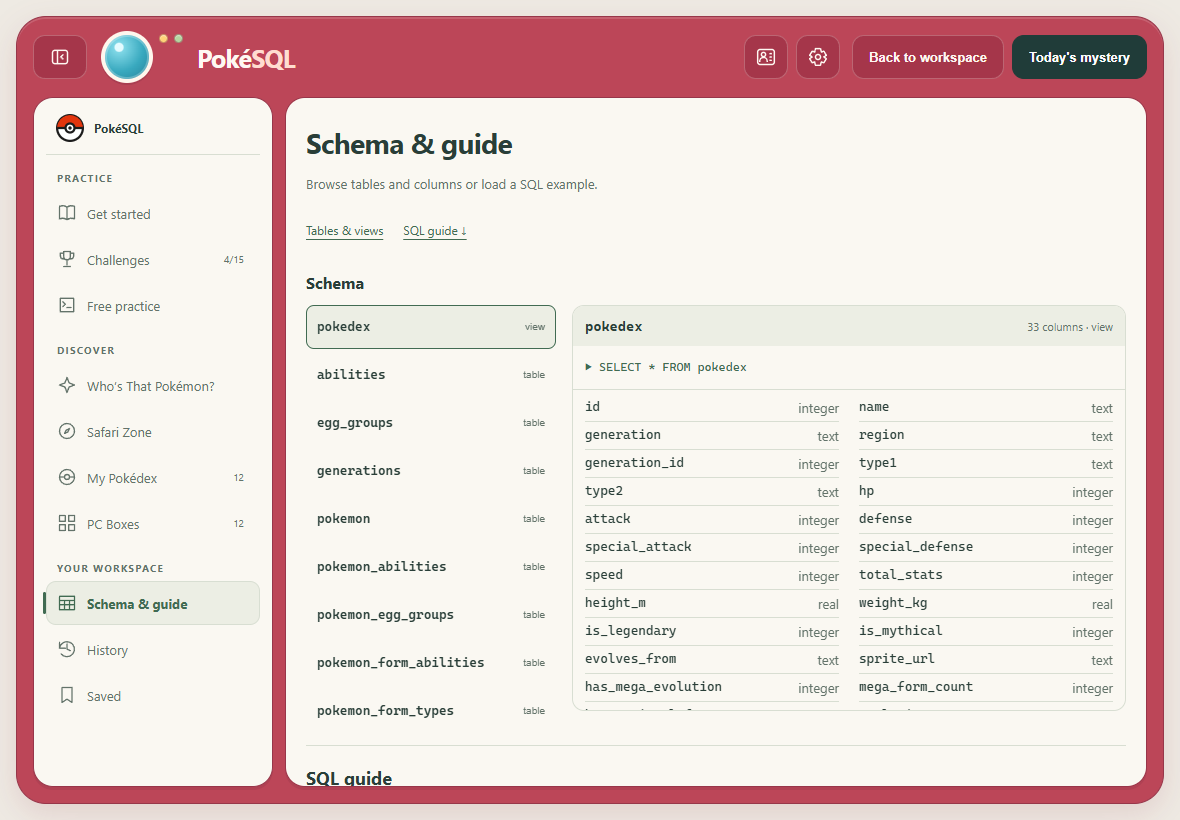 PokéSQL
Back to workspace
Today's mystery
PokéSQL
PRACTICE
Get started
Challenges 4/15
Free practice
DISCOVER
Who's That Pokémon?
Safari Zone
My Pokédex 12
PC Boxes 12
YOUR WORKSPACE
Schema & guide
History
Saved
Schema & guide
Browse tables and columns or load a SQL example.
Tables & views SQL guide ↓
Schema
pokedex view
abilities table
egg_groups table
generations table
pokemon table
pokemon_abilities table
pokemon_egg_groups table
pokemon_form_abilities table
pokemon_form_types table
pokedex 33 columns · view
▸ SELECT * FROM pokedex
id integer name text
generation text region text
generation_id integer type1 text
type2 text hp integer
attack integer defense integer
special_attack integer special_defense integer
speed integer total_stats integer
height_m real weight_kg real
is_legendary integer is_mythical integer
evolves_from text sprite_url text
has_mega_evolution integer mega_form_count integer
SQL guide